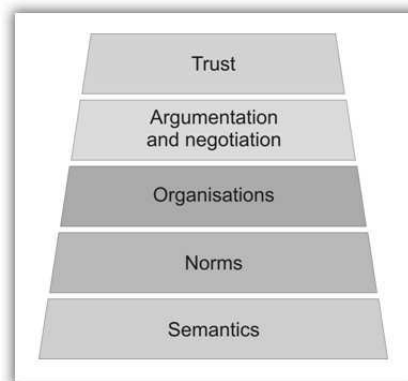 Trust
Argumentation
and negotiation
Organisations
Norms
Semantics